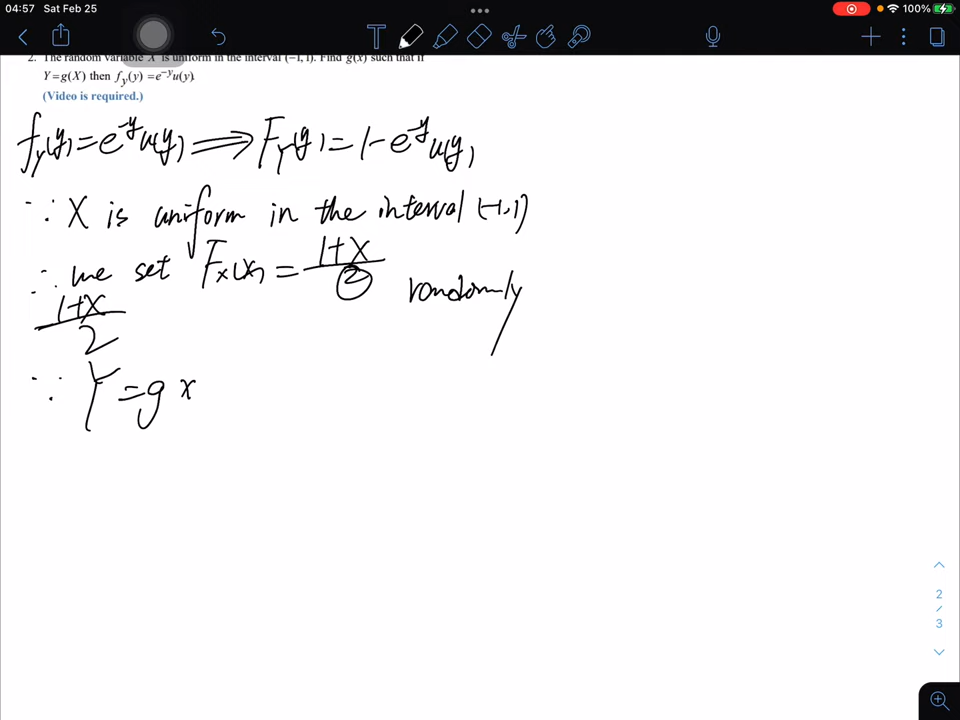 04:57 Sat Feb 25 100%
2. The random variable X is uniform in the interval (−1, 1). Find g(x) such that if
Y=g(X) then f_y(y) =e^{-y}u(y).
(Video is required.)
f_Y(y)=e^{-y}u(y) ⟹ F_Y(y)=1-e^{-y}u(y)
∵ X is uniform in the interval (-1,1)
∴ we set F_x(x)=\frac{1+x}{2} randomly
\frac{1+x}{2}
∵ Y=g x
2
/
3